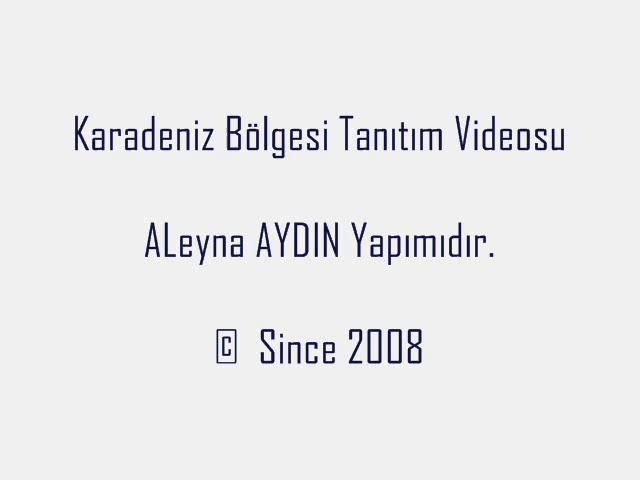 Karadeniz Bölgesi Tanıtım Videosu
ALeyna AYDIN Yapımıdır.
© Since 2008